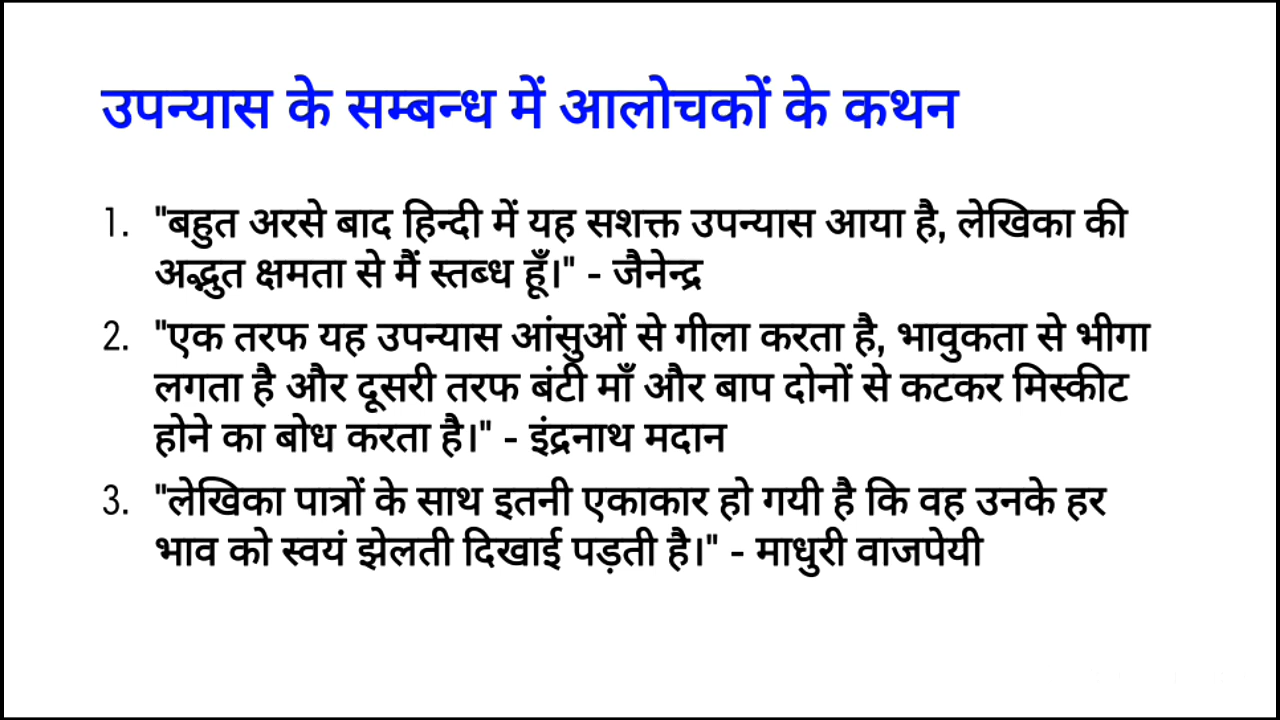 उपन्यास के सम्बन्ध में आलोचकों के कथन
1. "बहुत अरसे बाद हिन्दी में यह सशक्त उपन्यास आया है, लेखिका की
अद्भुत क्षमता से मैं स्तब्ध हूँ।" - जैनेन्द्र
2. "एक तरफ यह उपन्यास आंसुओं से गीला करता है, भावुकता से भीगा
लगता है और दूसरी तरफ बंटी माँ और बाप दोनों से कटकर मिस्कीट
होने का बोध करता है।" - इंद्रनाथ मदान
3. "लेखिका पात्रों के साथ इतनी एकाकार हो गयी है कि वह उनके हर
भाव को स्वयं झेलती दिखाई पड़ती है।" - माधुरी वाजपेयी